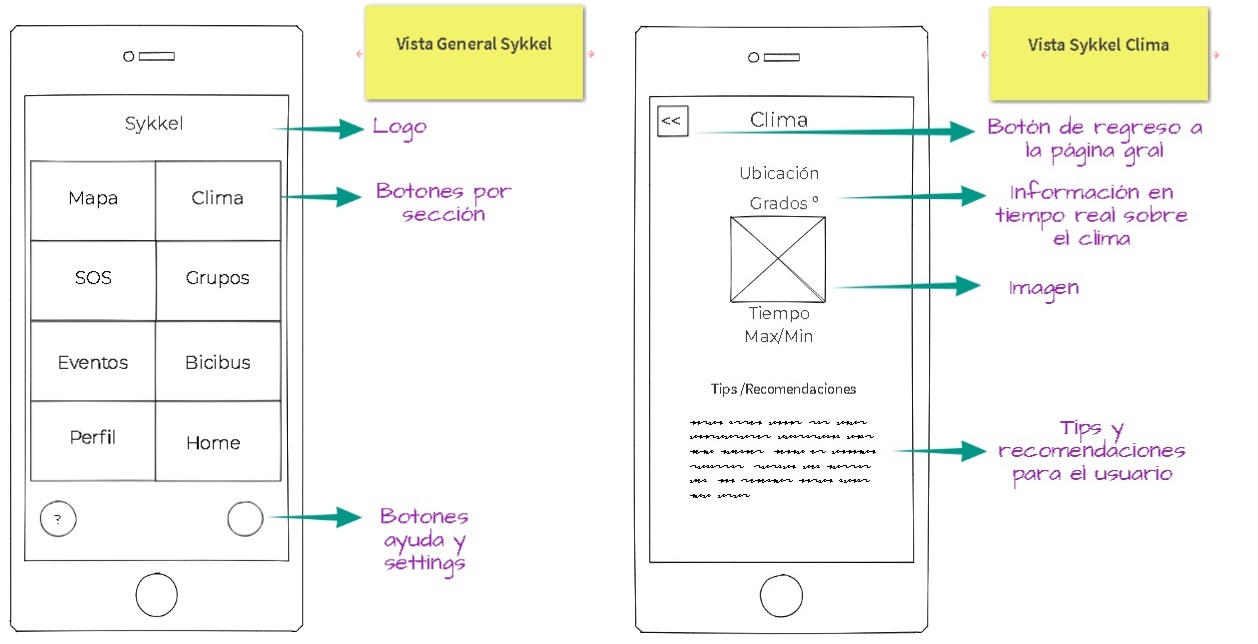 Vista General Sykkel
Sykkel
Logo
Mapa
Clima
Botones por
sección
SOS
Grupos
Eventos
Bicibus
Perfil
Home
?
Botones
ayuda y
settings
Vista Sykkel Clima
<<
Clima
Botón de regreso a
la página gral
Ubicación
Grados º
Información en
tiempo real sobre
el clima
Imagen
Tiempo
Max/Min
Tips /Recomendaciones
Tips y
recomendaciones
para el usuario